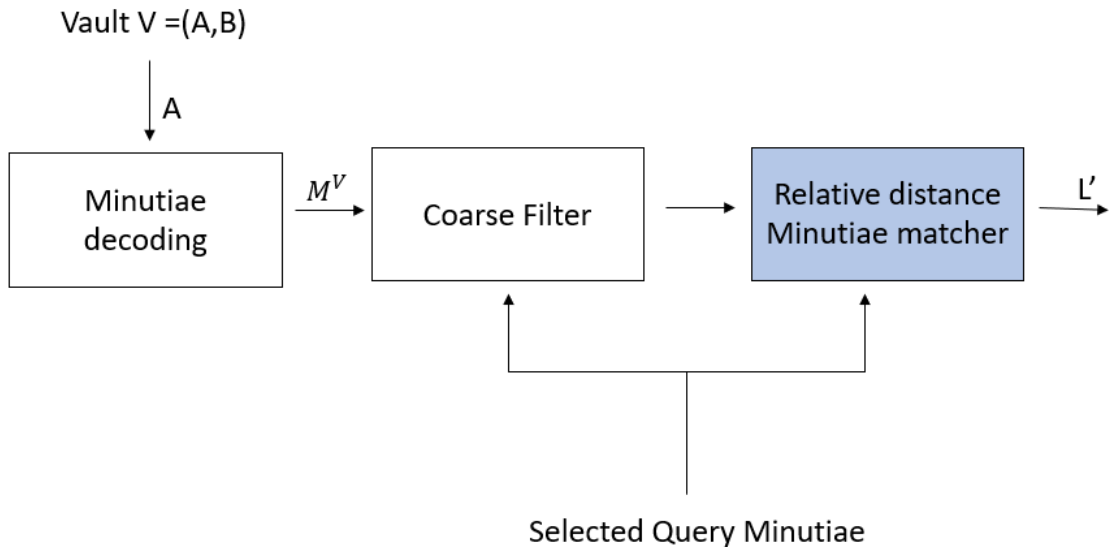 Vault V =(A,B)
A
Minutiae
decoding
M^V
Coarse Filter
Relative distance
Minutiae matcher
L’
Selected Query Minutiae